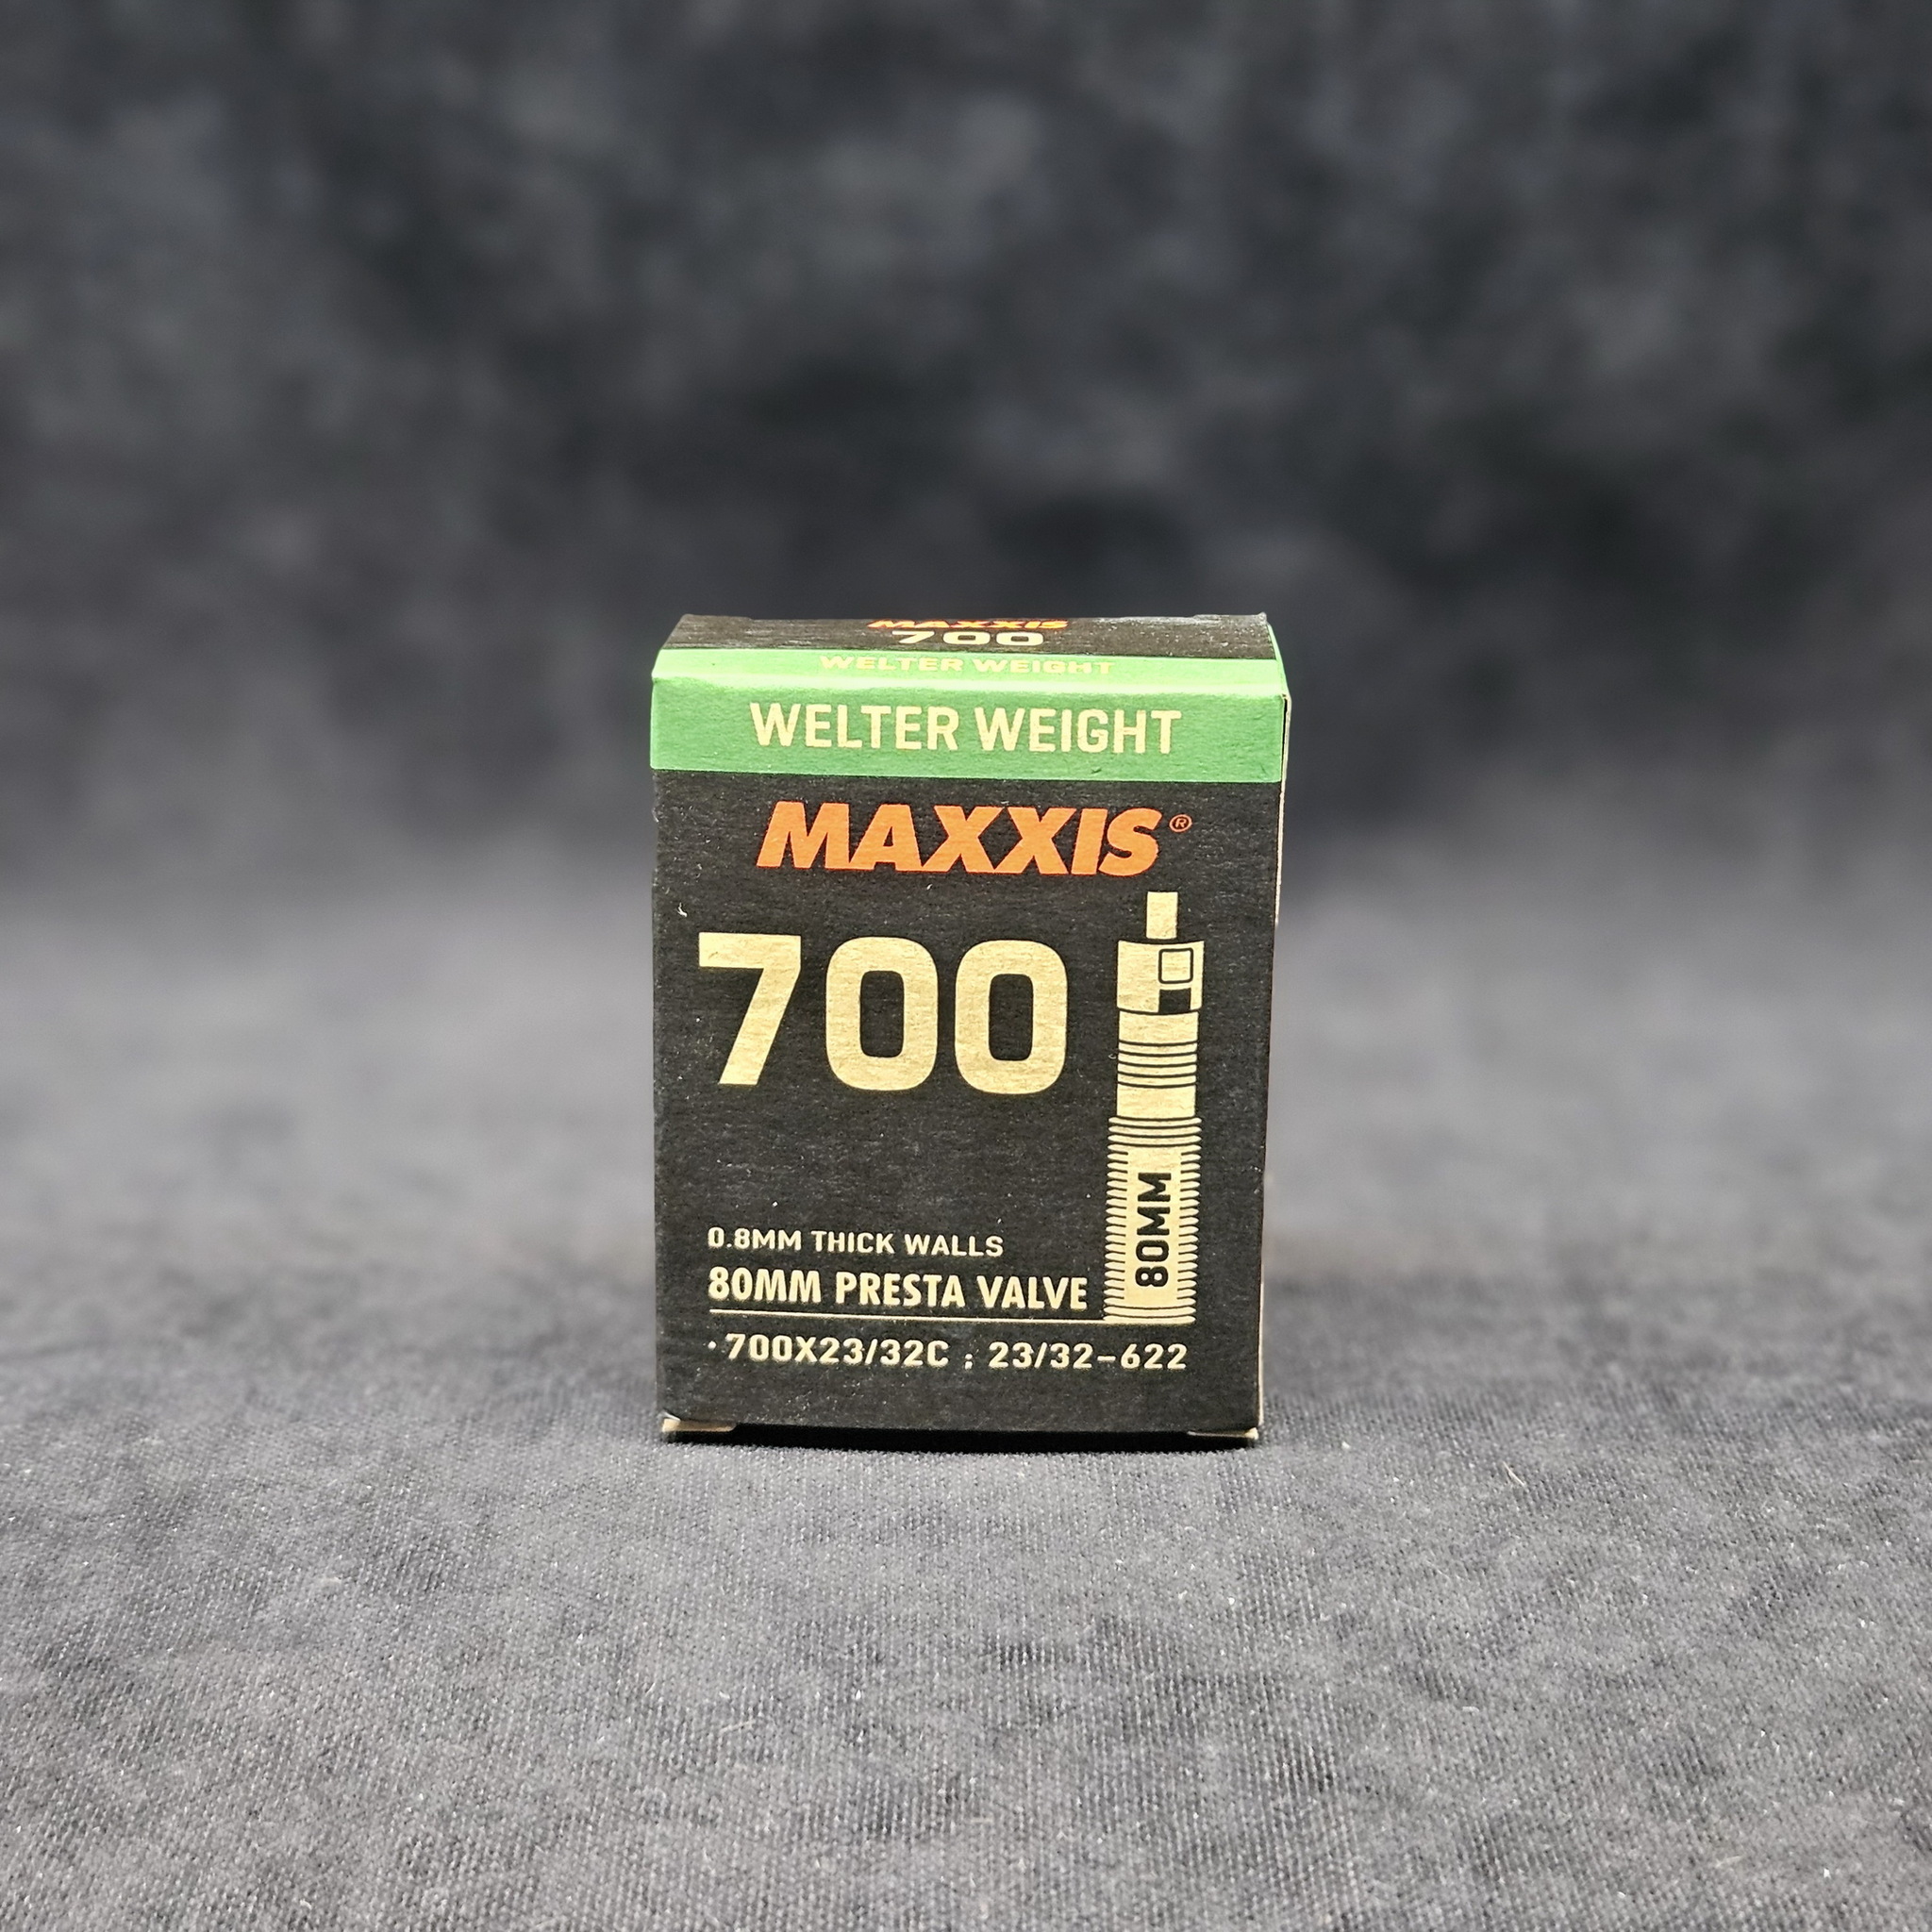 MAXXIS
700
WELTER WEIGHT
WELTER WEIGHT
MAXXIS®
700
80MM
0.8MM THICK WALLS
80MM PRESTA VALVE
·700X23/32C ; 23/32-622